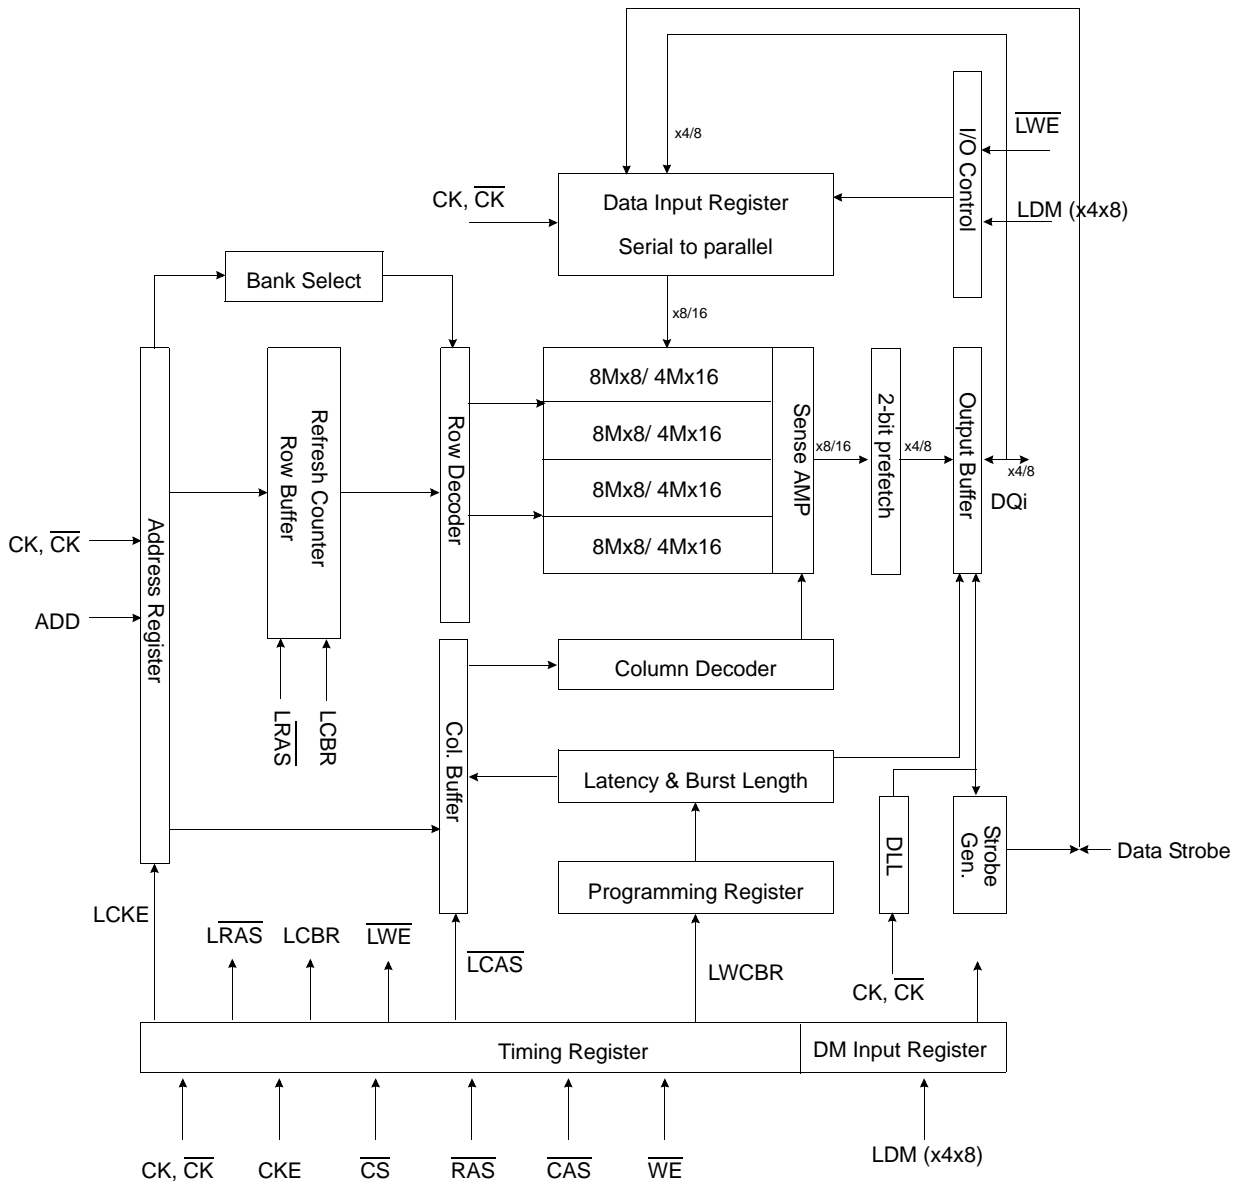 x4/8
LWE
I/O Control
CK, CK
Data Input Register
Serial to parallel
LDM (x4x8)
Bank Select
x8/16
Address Register
Refresh Counter
Row Buffer
Row Decoder
8Mx8/ 4Mx16
8Mx8/ 4Mx16
8Mx8/ 4Mx16
8Mx8/ 4Mx16
Sense AMP
x8/16
2-bit prefetch
x4/8
Output Buffer
x4/8
DQi
CK, CK
ADD
LRAS
LCBR
Col. Buffer
Column Decoder
Latency & Burst Length
DLL
Strobe
Gen.
Data Strobe
Programming Register
LCKE
LRAS
LCBR
LWE
LCAS
LWCBR
CK, CK
Timing Register
DM Input Register
CK, CK
CKE
CS
RAS
CAS
WE
LDM (x4x8)